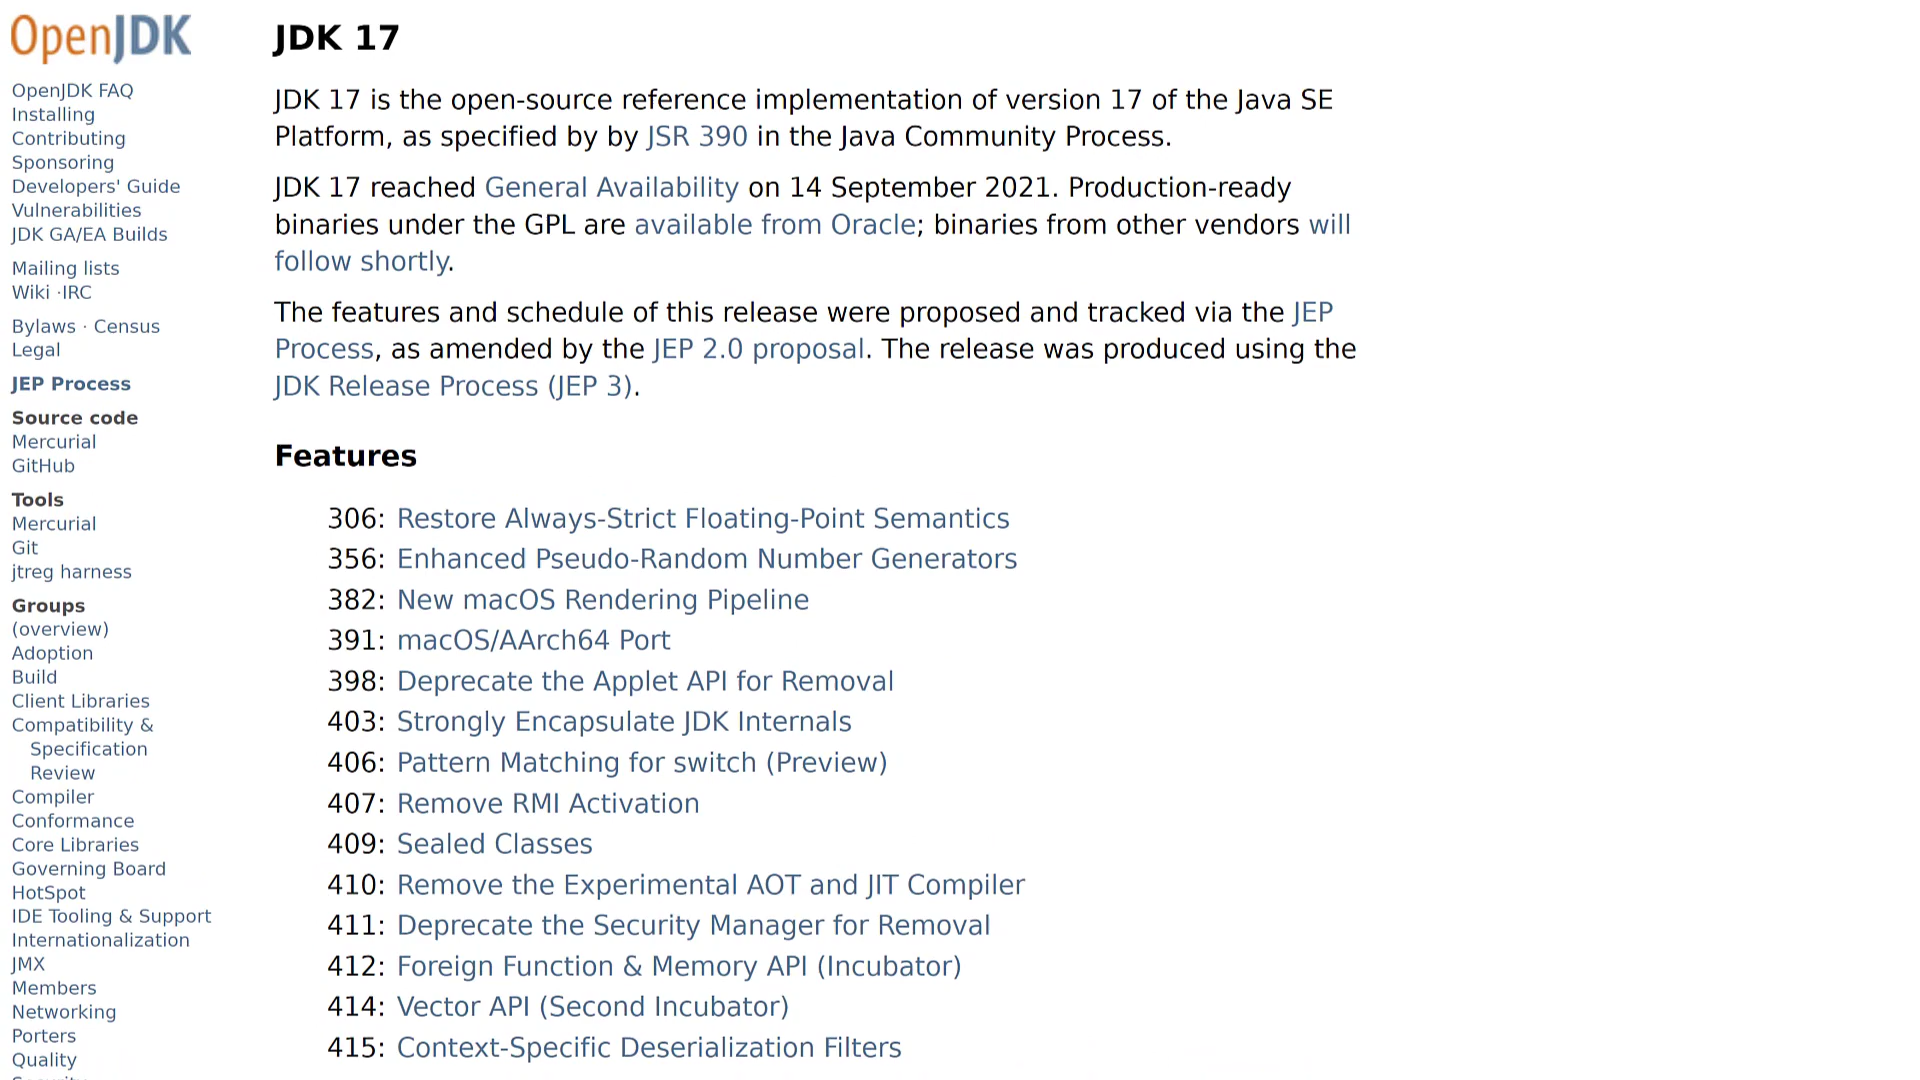 OpenJDK
OpenJDK FAQ
Installing
Contributing
Sponsoring
Developers' Guide
Vulnerabilities
JDK GA/EA Builds
Mailing lists
Wiki ·IRC
Bylaws · Census
Legal
JEP Process
Source code
Mercurial
GitHub
Tools
Mercurial
Git
jtreg harness
Groups
(overview)
Adoption
Build
Client Libraries
Compatibility &
Specification
Review
Compiler
Conformance
Core Libraries
Governing Board
HotSpot
IDE Tooling & Support
Internationalization
JMX
Members
Networking
Porters
Quality
JDK 17
JDK 17 is the open-source reference implementation of version 17 of the Java SE
Platform, as specified by by JSR 390 in the Java Community Process.
JDK 17 reached General Availability on 14 September 2021. Production-ready
binaries under the GPL are available from Oracle; binaries from other vendors will
follow shortly.
The features and schedule of this release were proposed and tracked via the JEP
Process, as amended by the JEP 2.0 proposal. The release was produced using the
JDK Release Process (JEP 3).
Features
306: Restore Always-Strict Floating-Point Semantics
356: Enhanced Pseudo-Random Number Generators
382: New macOS Rendering Pipeline
391: macOS/AArch64 Port
398: Deprecate the Applet API for Removal
403: Strongly Encapsulate JDK Internals
406: Pattern Matching for switch (Preview)
407: Remove RMI Activation
409: Sealed Classes
410: Remove the Experimental AOT and JIT Compiler
411: Deprecate the Security Manager for Removal
412: Foreign Function & Memory API (Incubator)
414: Vector API (Second Incubator)
415: Context-Specific Deserialization Filters